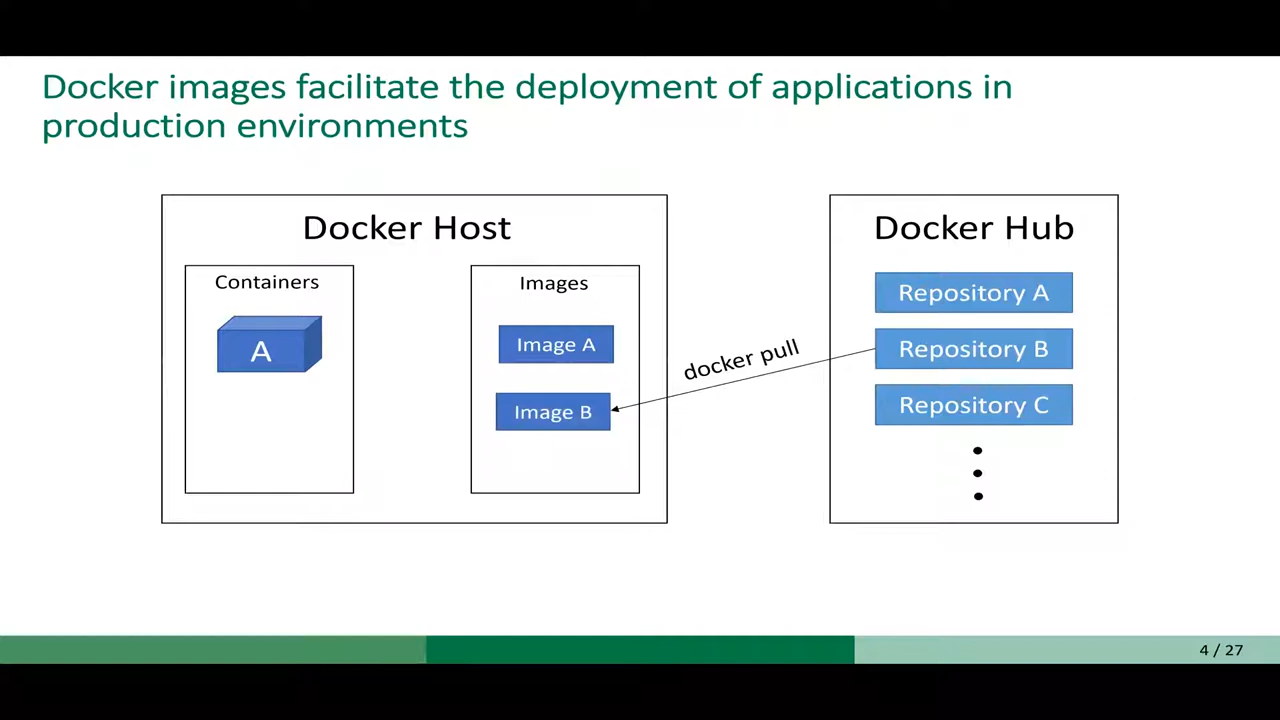 Docker images facilitate the deployment of applications in
production environments
Docker Host
Containers
A
Images
Image A
Image B
docker pull
Docker Hub
Repository A
Repository B
Repository C
4 / 27